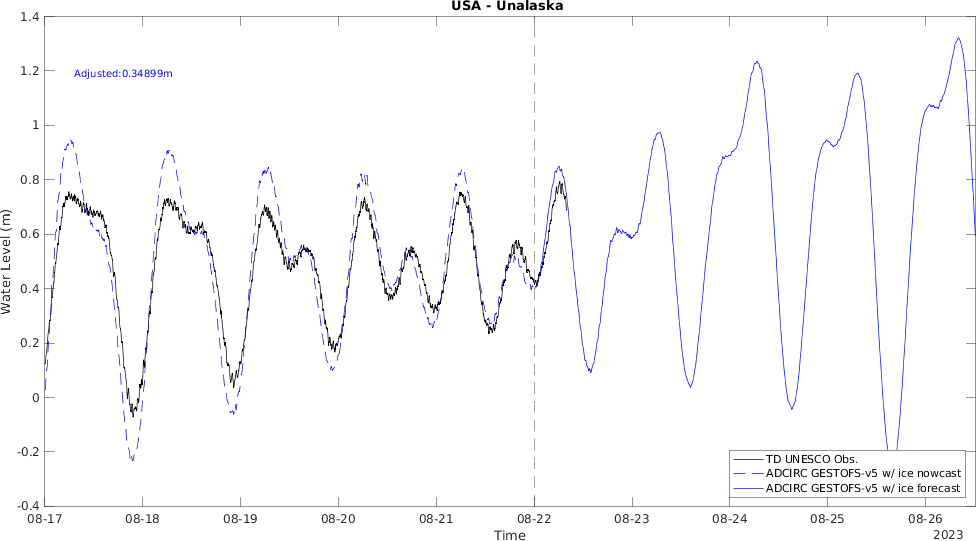 USA - Unalaska
1.4
1.2
1
0.8
0.6
0.4
0.2
0
-0.2
-0.4
Water Level (m)
Adjusted:0.34899m
TD UNESCO Obs.
ADCIRC GESTOFS-v5 w/ ice nowcast
ADCIRC GESTOFS-v5 w/ ice forecast
08-17 08-18 08-19 08-20 08-21 08-22 08-23 08-24 08-25 08-26
Time
2023